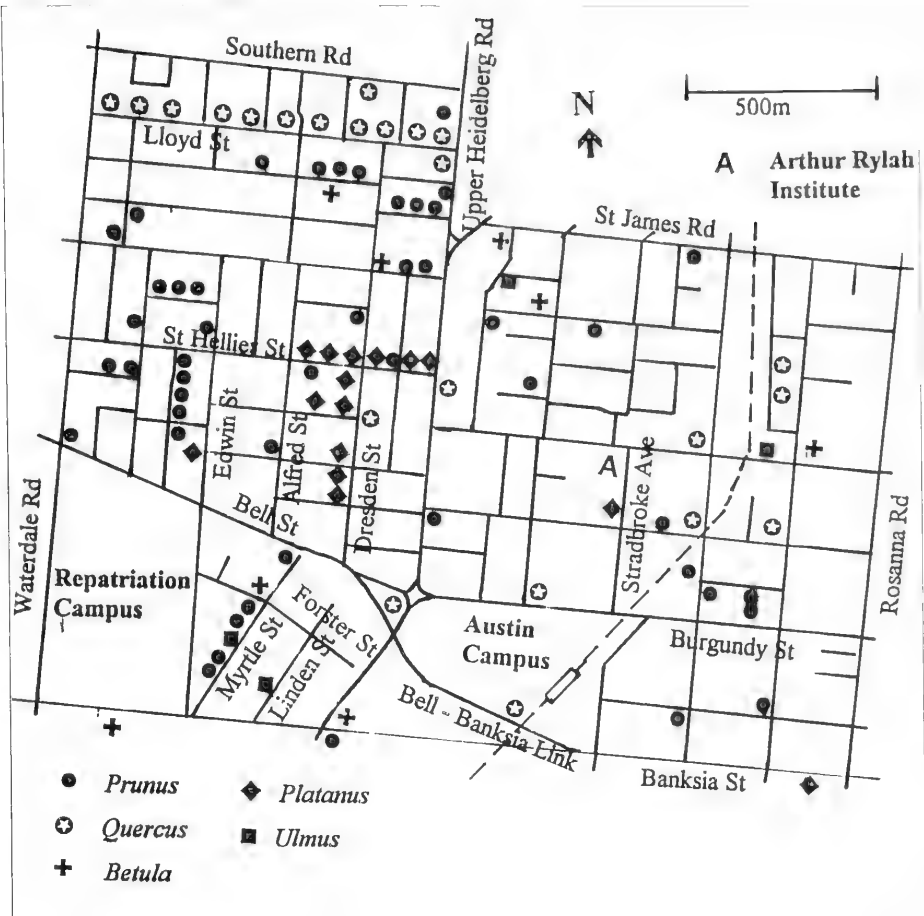 Southern Rd
Upper Heidelberg Rd
N
500m
Lloyd St
A Arthur Rylah
Institute
St James Rd
St Hellier St
Edwin St
Alfred St
Dresden St
A
Stradbroke Ave
Bell St
Waterdale Rd
Rosanna Rd
Repatriation
Campus
Forster St
Myrtle St
Linden St
Austin
Campus
Burgundy St
Bell - Banksia Link
Banksia St
Prunus
Platanus
Quercus
Ulmus
Betula